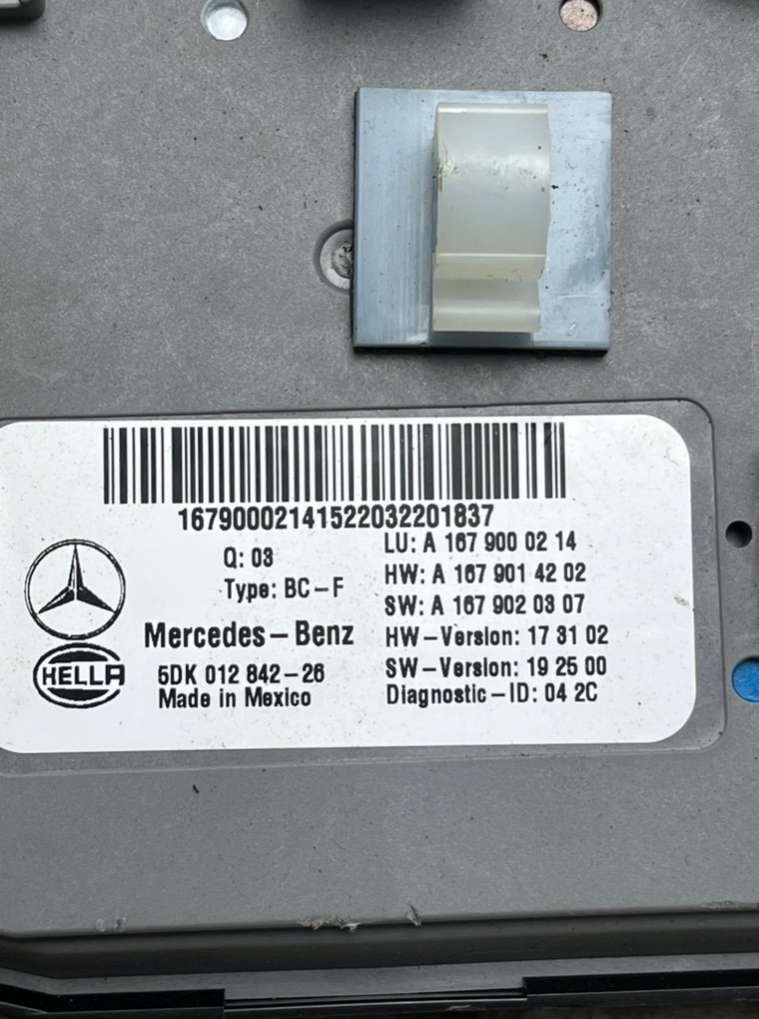 16790002141522032201837
Q: 03
Type: BC-F
Mercedes-Benz
HELLA
5DK 012 842-26
Made in Mexico
LU: A 167 900 02 14
HW: A 167 901 42 02
SW: A 167 902 03 07
HW-Version: 17 31 02
SW-Version: 19 25 00
Diagnostic-ID: 04 2C